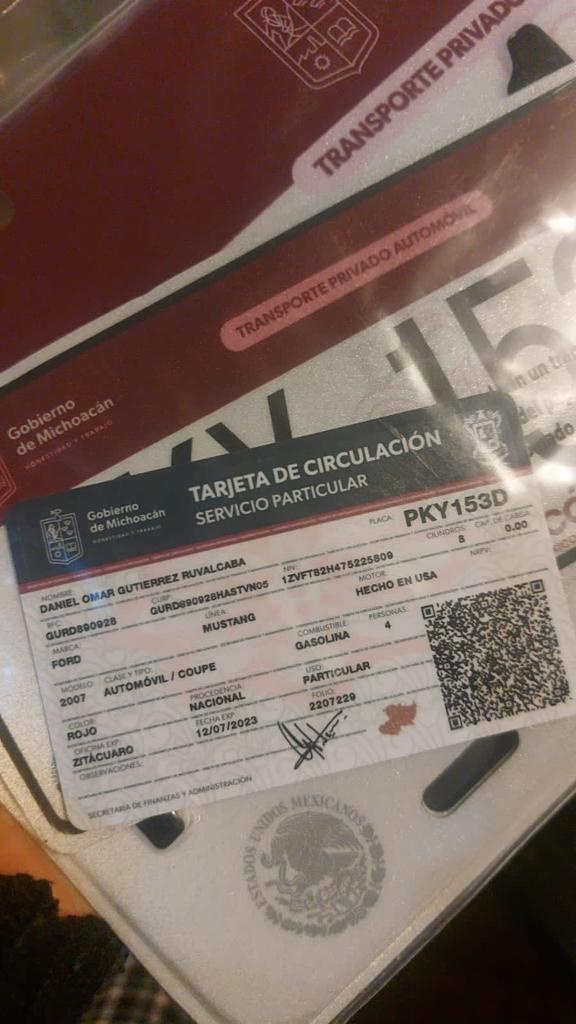 TRANSPORTE PRIVADO
TRANSPORTE PRIVADO AUTOMÓVIL
Gobierno
de Michoacán
HONESTIDAD Y TRABAJO
KY 153
un
Gobierno
de Michoacán
HONESTIDAD Y TRABAJO
TARJETA DE CIRCULACIÓN
SERVICIO PARTICULAR
PLACA: PKY153D
NOMBRE:
DANIEL OMAR GUTIERREZ RUVALCABA
RFC: CURP: NIV: CILINDROS: CAP. DE CARGA:
GURD890928 GURD890928HASTVN05 1ZVFT82H475225809 8 0.00
MARCA: LÍNEA: MOTOR: NRPV:
FORD MUSTANG HECHO EN USA
MODELO: CLASE Y TIPO: COMBUSTIBLE: PERSONAS:
2007 AUTOMÓVIL / COUPE GASOLINA 4
COLOR: PROCEDENCIA: USO:
ROJO NACIONAL PARTICULAR
OFICINA EXP: FECHA EXP: FOLIO:
ZITÁCUARO 12/07/2023 2207229
OBSERVACIONES:
SECRETARÍA DE FINANZAS Y ADMINISTRACIÓN
ESTADOS UNIDOS MEXICANOS